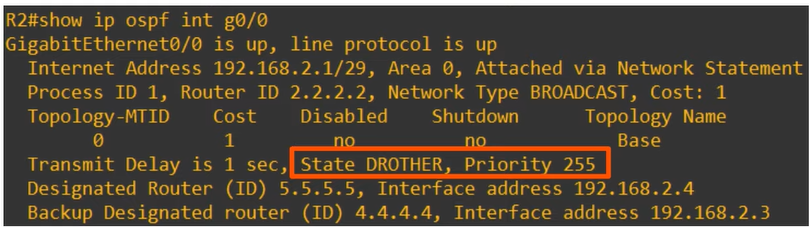 R2#show ip ospf int g0/0
GigabitEthernet0/0 is up, line protocol is up
Internet Address 192.168.2.1/29, Area 0, Attached via Network Statement
Process ID 1, Router ID 2.2.2.2, Network Type BROADCAST, Cost: 1
Topology-MTID Cost Disabled Shutdown Topology Name
0 1 no no Base
Transmit Delay is 1 sec, State DROTHER, Priority 255
Designated Router (ID) 5.5.5.5, Interface address 192.168.2.4
Backup Designated router (ID) 4.4.4.4, Interface address 192.168.2.3